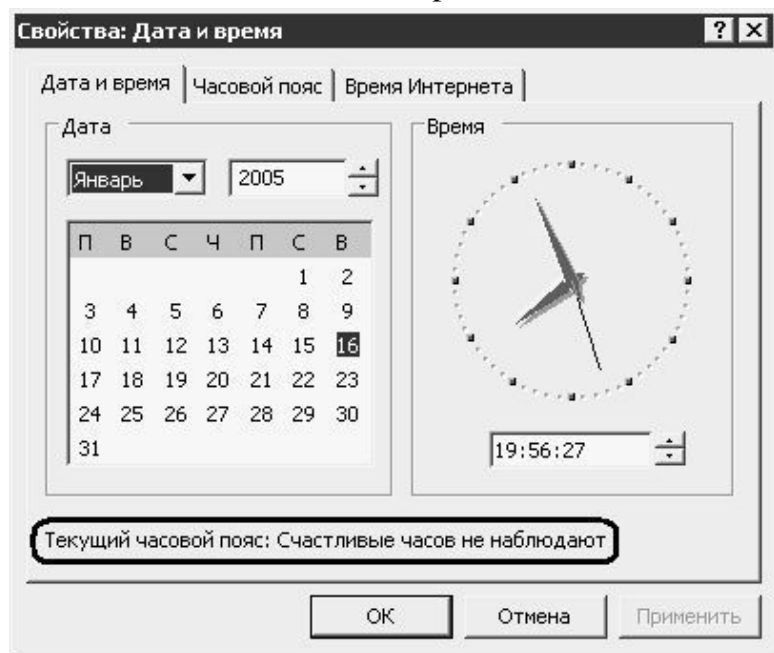 Свойства: Дата и время
Дата и время Часовой пояс Время Интернета
Дата
Январь 2005
П В С Ч П С В
1 2
3 4 5 6 7 8 9
10 11 12 13 14 15 16
17 18 19 20 21 22 23
24 25 26 27 28 29 30
31
Время
19:56:27
Текущий часовой пояс: Счастливые часов не наблюдают
ОК Отмена Применить